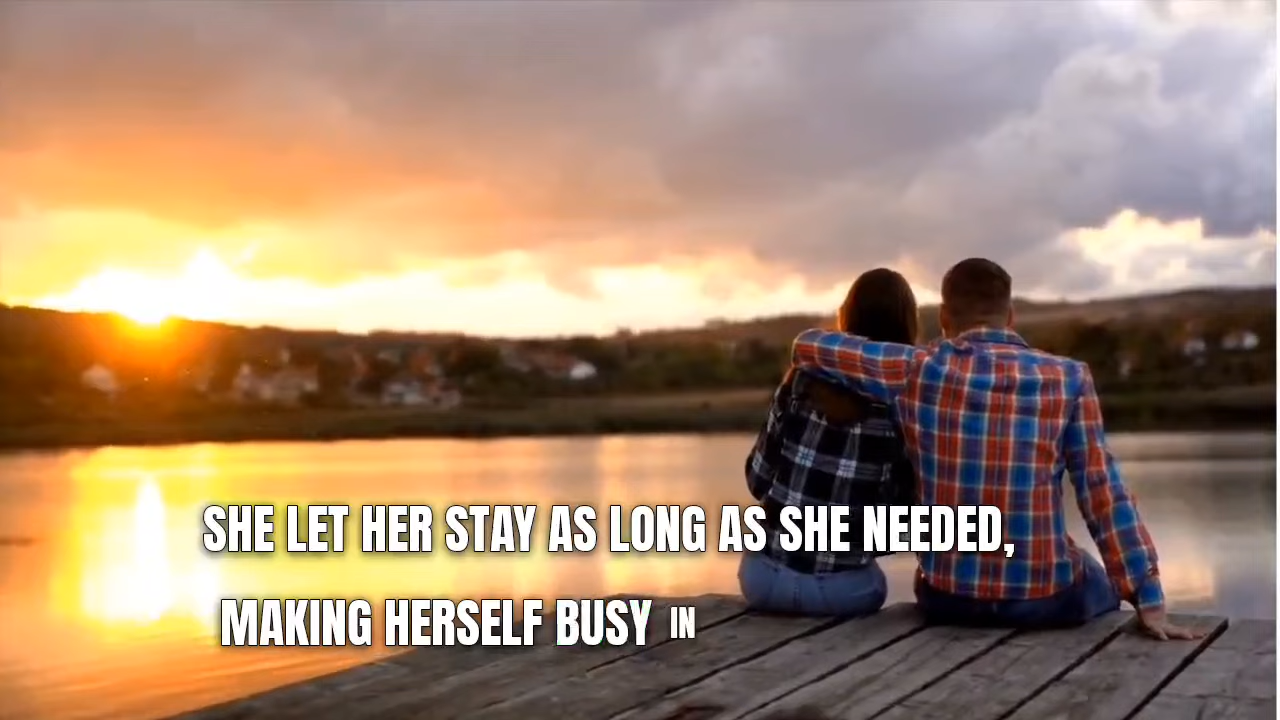 SHE LET HER STAY AS LONG AS SHE NEEDED,
MAKING HERSELF BUSY IN